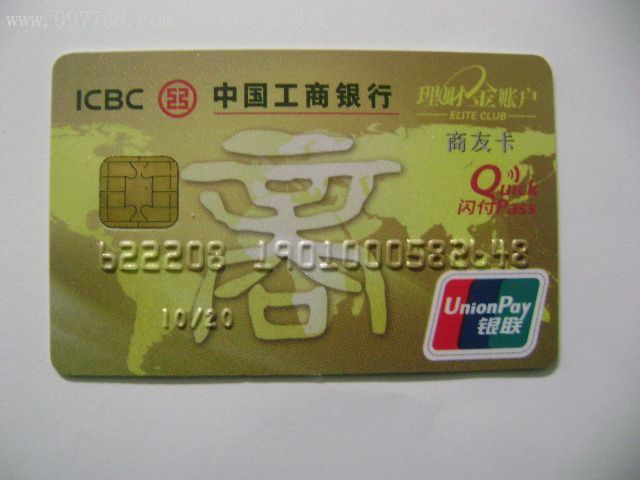 www.997788.com
ICBC 中国工商银行
理财金账户
ELITE CLUB
商友卡
Quick
闪付Pass
商
622208 1901000582648
10/20
UnionPay
银联